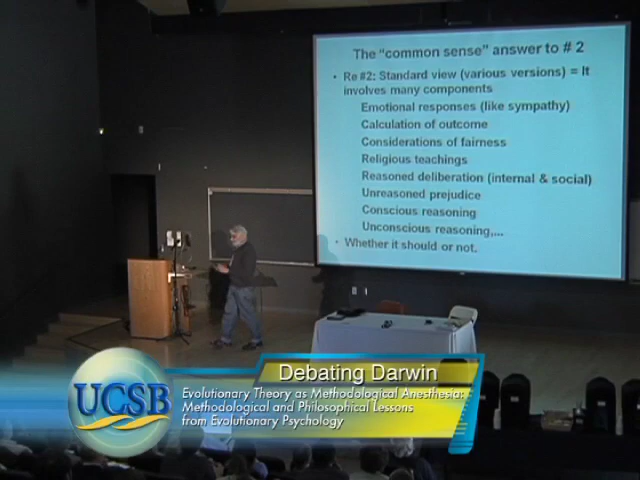 The "common sense" answer to # 2
• Re #2: Standard view (various versions) = It
involves many components
Emotional responses (like sympathy)
Calculation of outcome
Considerations of fairness
Religious teachings
Reasoned deliberation (internal & social)
Unreasoned prejudice
Conscious reasoning
Unconscious reasoning,...
• Whether it should or not.
UCSB
Debating Darwin
Evolutionary Theory as Methodological Anesthesia:
Methodological and Philosophical Lessons
from Evolutionary Psychology